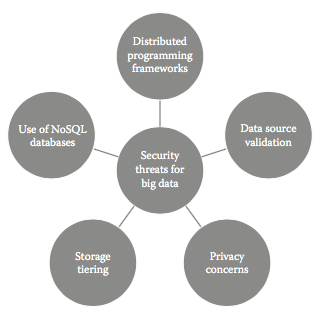 Distributed
programming
frameworks
Use of NoSQL
databases
Data source
validation
Security
threats for
big data
Storage
tiering
Privacy
concerns